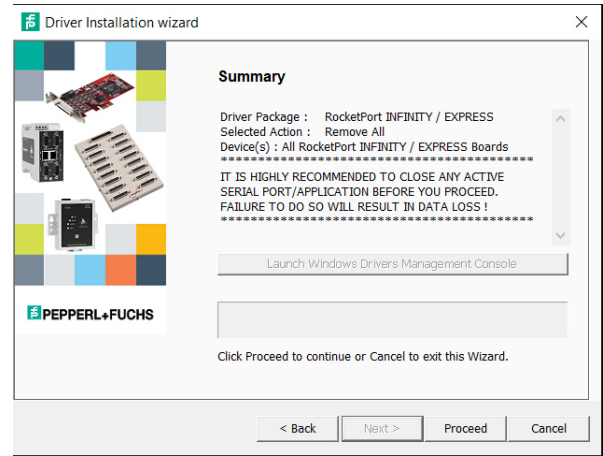 Driver Installation wizard
Summary
Driver Package : RocketPort INFINITY / EXPRESS
Selected Action : Remove All
Device(s) : All RocketPort INFINITY / EXPRESS Boards
******************************************
IT IS HIGHLY RECOMMENDED TO CLOSE ANY ACTIVE
SERIAL PORT/APPLICATION BEFORE YOU PROCEED.
FAILURE TO DO SO WILL RESULT IN DATA LOSS !
******************************************
Launch Windows Drivers Management Console
PEPPERL+FUCHS
Click Proceed to continue or Cancel to exit this Wizard.
< Back
Next >
Proceed
Cancel